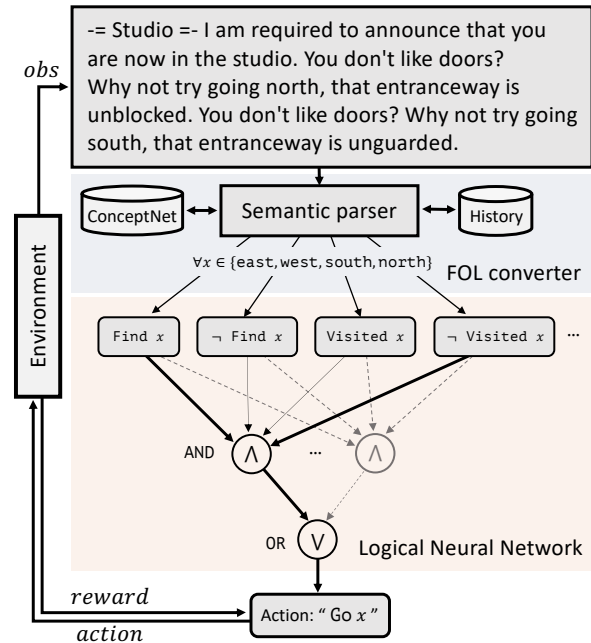 -= Studio =- I am required to announce that you
are now in the studio. You don't like doors?
Why not try going north, that entranceway is
unblocked. You don't like doors? Why not try going
south, that entranceway is unguarded.
obs
ConceptNet
Semantic parser
History
∀x ∈ {east, west, south, north}
FOL converter
Environment
Find x
¬ Find x
Visited x
¬ Visited x
...
AND
∧
...
∧
OR
∨
Logical Neural Network
reward
action
Action: “ Go x ”